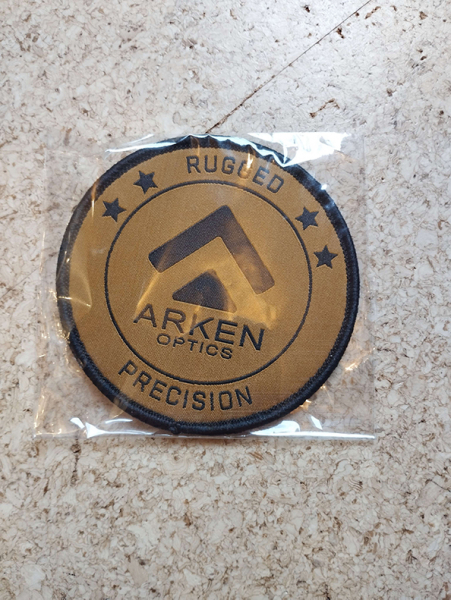 RUGGED
ARKEN
OPTICS
PRECISION